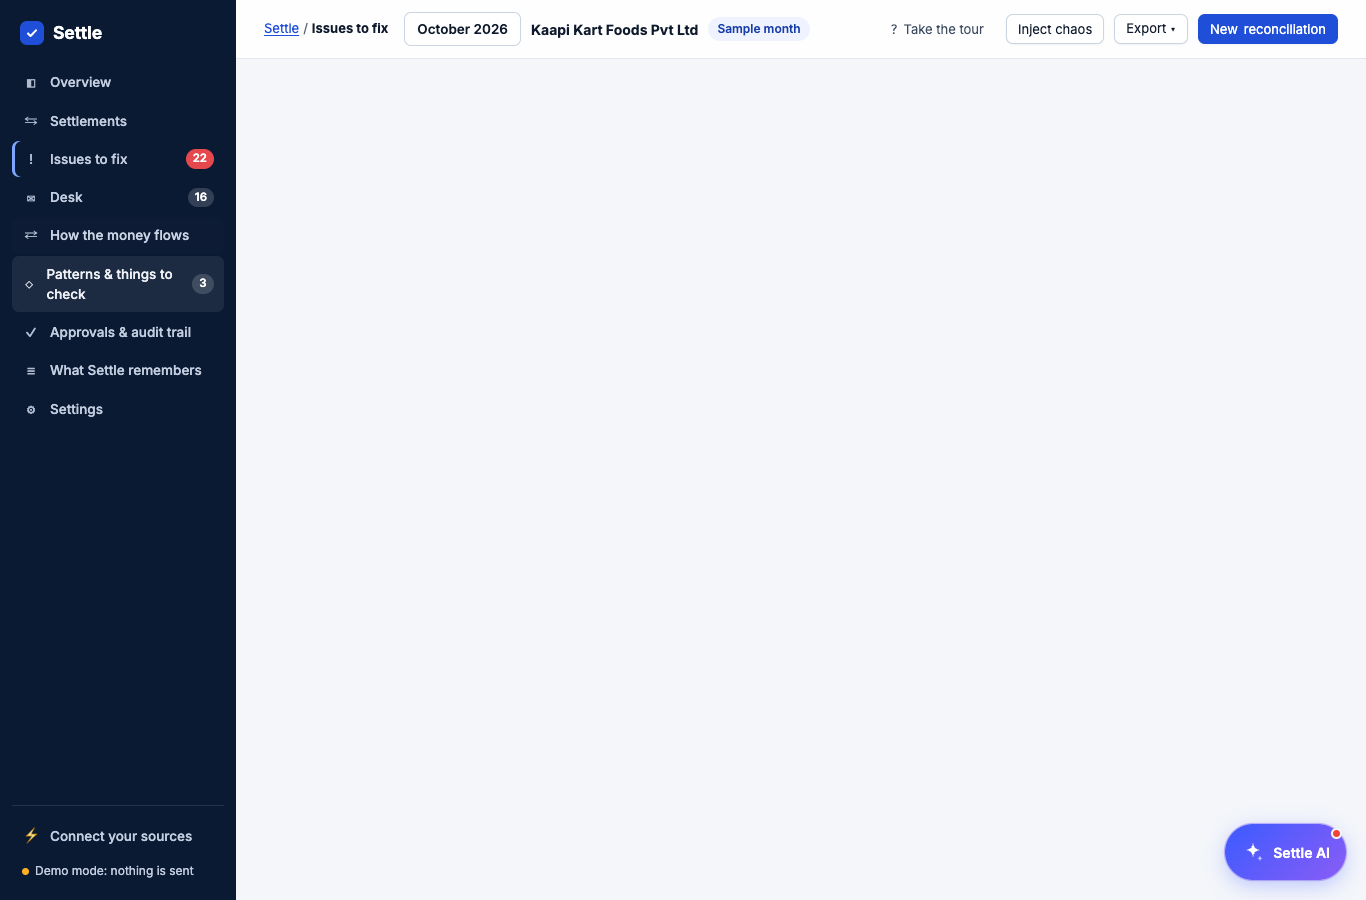 Settle
Overview
Settlements
Issues to fix 22
Desk 16
How the money flows
Patterns & things to
check
3
Approvals & audit trail
What Settle remembers
Settings
Connect your sources
Demo mode: nothing is sent
Settle / Issues to fix October 2026 Kaapi Kart Foods Pvt Ltd Sample month ? Take the tour Inject chaos Export New reconciliation
Settle AI